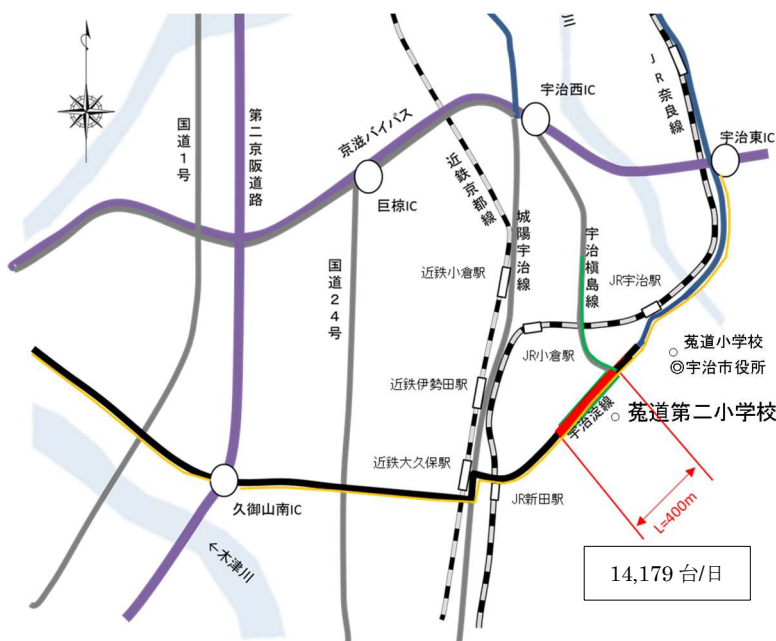 川
JR奈良線
宇治西IC
宇治東IC
国道1号
第二京阪道路
京滋バイパス
近鉄京都線
巨椋IC
城陽宇治線
宇治槇島線
国道24号
近鉄小倉駅
JR宇治駅
JR小倉駅
○ 菟道小学校
◎宇治市役所
近鉄伊勢田駅
宇治淀線
○ 菟道第二小学校
近鉄大久保駅
JR新田駅
久御山南IC
L=400m
←木津川
14,179 台/日